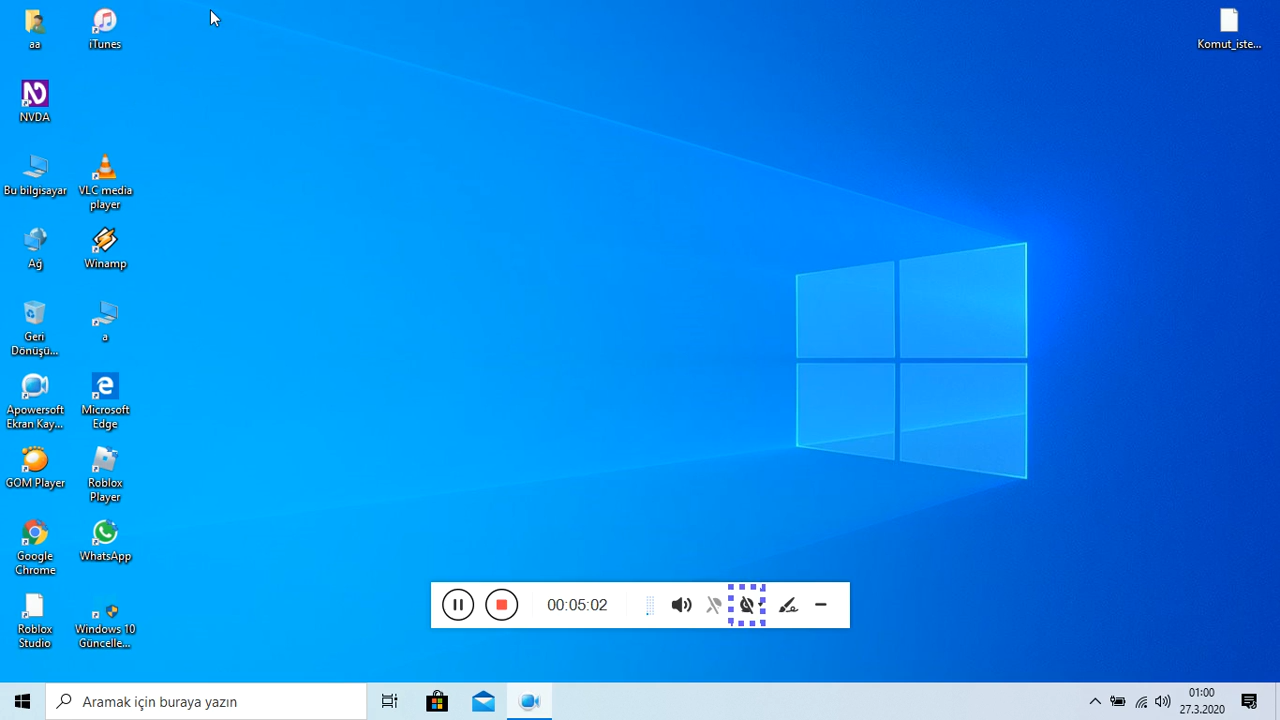 aa
iTunes
Komut_iste...
NVDA
Bu bilgisayar
VLC media
player
Ağ
Winamp
Geri
Dönüşü...
a
Apowersoft
Ekran Kay...
Microsoft
Edge
GOM Player
Roblox
Player
Google
Chrome
WhatsApp
Roblox
Studio
Windows 10
Güncelle...
00:05:02
Aramak için buraya yazın
01:00
27.3.2020